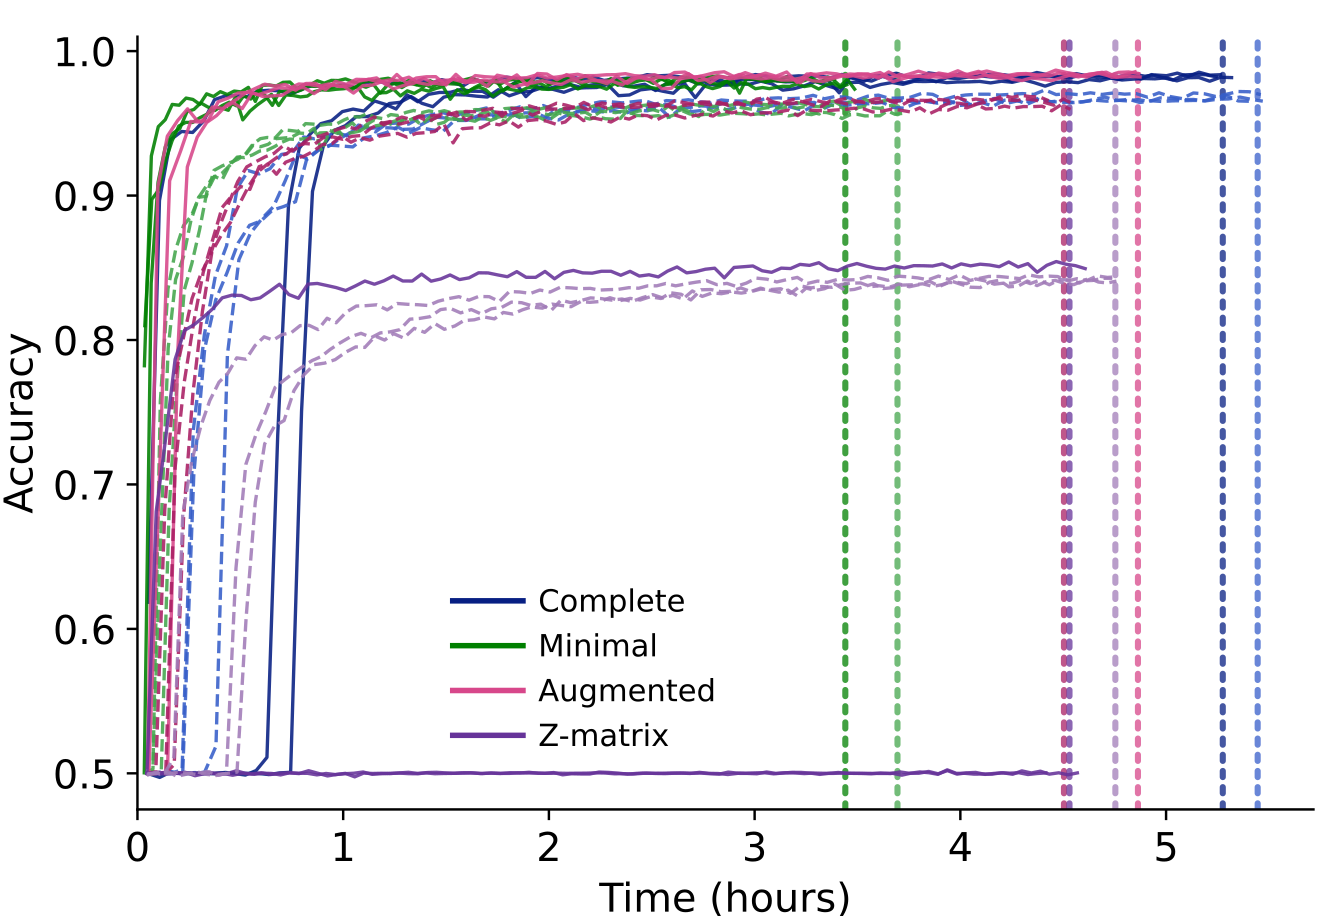 1.0
0.9
0.8
0.7
0.6
0.5
Accuracy
Complete
Minimal
Augmented
Z-matrix
0 1 2 3 4 5
Time (hours)